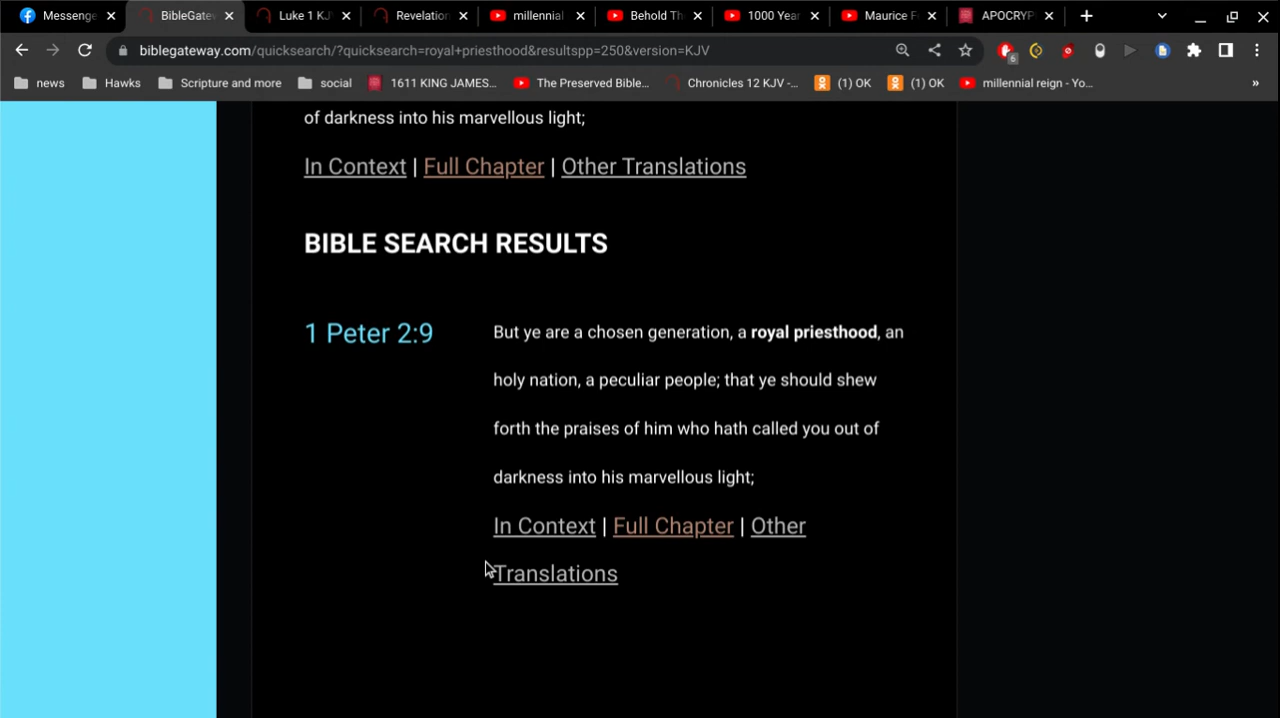 Messenge
BibleGatew
Luke 1 KJ
Revelation
millennial
Behold Th
1000 Year
Maurice F
APOCRYP
biblegateway.com/quicksearch/?quicksearch=royal+priesthood&resultspp=250&version=KJV
6
news
Hawks
Scripture and more
social
1611 KING JAMES...
The Preserved Bible...
Chronicles 12 KJV -...
(1) OK
(1) OK
millennial reign - Yo...
»
of darkness into his marvellous light;
In Context | Full Chapter | Other Translations
BIBLE SEARCH RESULTS
1 Peter 2:9
But ye are a chosen generation, a royal priesthood, an
holy nation, a peculiar people; that ye should shew
forth the praises of him who hath called you out of
darkness into his marvellous light;
In Context | Full Chapter | Other
Translations